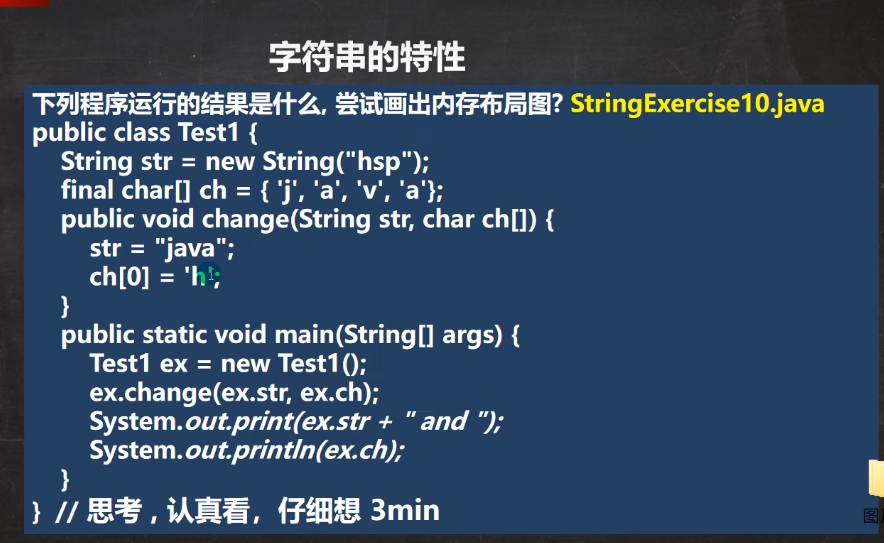 字符串的特性
下列程序运行的结果是什么, 尝试画出内存布局图? StringExercise10.java
public class Test1 {
String str = new String("hsp");
final char[] ch = { 'j', 'a', 'v', 'a'};
public void change(String str, char ch[]) {
str = "java";
ch[0] = 'h';
}
public static void main(String[] args) {
Test1 ex = new Test1();
ex.change(ex.str, ex.ch);
System.out.print(ex.str + " and ");
System.out.println(ex.ch);
}
} // 思考 , 认真看，仔细想 3min